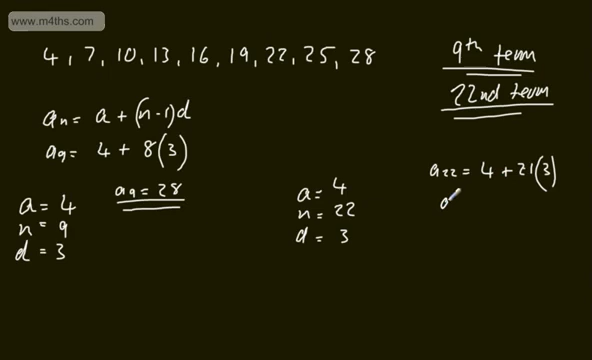 www.m4ths.com
4, 7, 10, 13, 16, 19, 22, 25, 28
9th term
22nd term
an = a + (n-1)d
a9 = 4 + 8(3)
a9 = 28
a = 4
n = 9
d = 3
a = 4
n = 22
d = 3
a22 = 4 + 21(3)
a